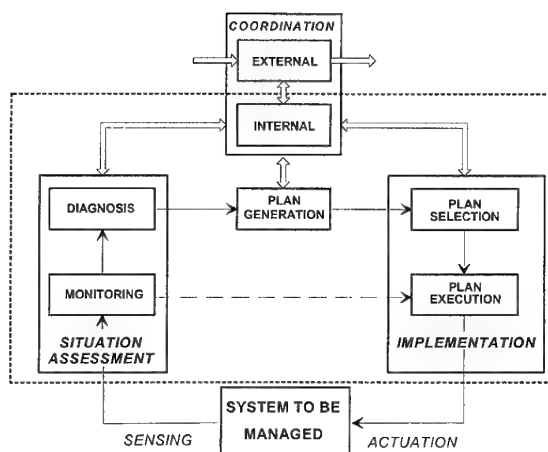 COORDINATION
EXTERNAL
INTERNAL
DIAGNOSIS
PLAN
GENERATION
PLAN
SELECTION
MONITORING
PLAN
EXECUTION
SITUATION
ASSESSMENT
IMPLEMENTATION
SYSTEM TO BE
MANAGED
SENSING
ACTUATION